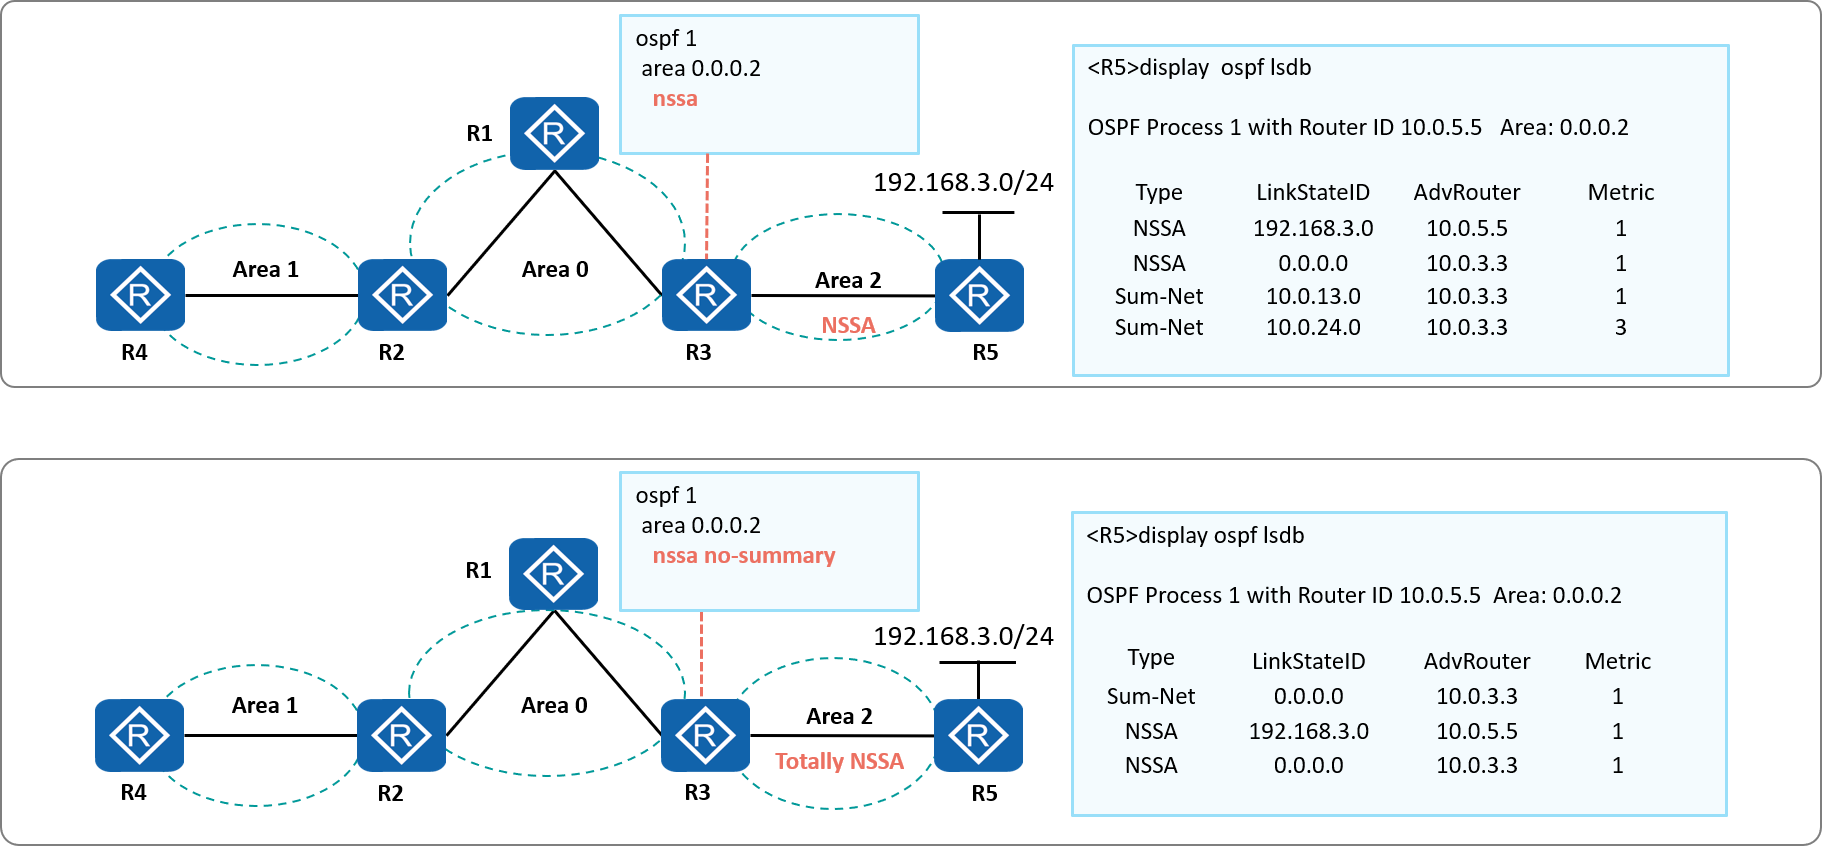 ospf 1
area 0.0.0.2
nssa
R1
192.168.3.0/24
Area 1
Area 0
Area 2
NSSA
R
R
R
R
R
R4
R2
R3
R5
<R5>display  ospf lsdb
OSPF Process 1 with Router ID 10.0.5.5   Area: 0.0.0.2
Type LinkStateID AdvRouter Metric
NSSA 192.168.3.0 10.0.5.5 1
NSSA 0.0.0.0 10.0.3.3 1
Sum-Net 10.0.13.0 10.0.3.3 1
Sum-Net 10.0.24.0 10.0.3.3 3
ospf 1
area 0.0.0.2
nssa no-summary
R1
192.168.3.0/24
Area 1
Area 0
Area 2
Totally NSSA
R
R
R
R
R
R4
R2
R3
R5
<R5>display ospf lsdb
OSPF Process 1 with Router ID 10.0.5.5  Area: 0.0.0.2
Type LinkStateID AdvRouter Metric
Sum-Net 0.0.0.0 10.0.3.3 1
NSSA 192.168.3.0 10.0.5.5 1
NSSA 0.0.0.0 10.0.3.3 1